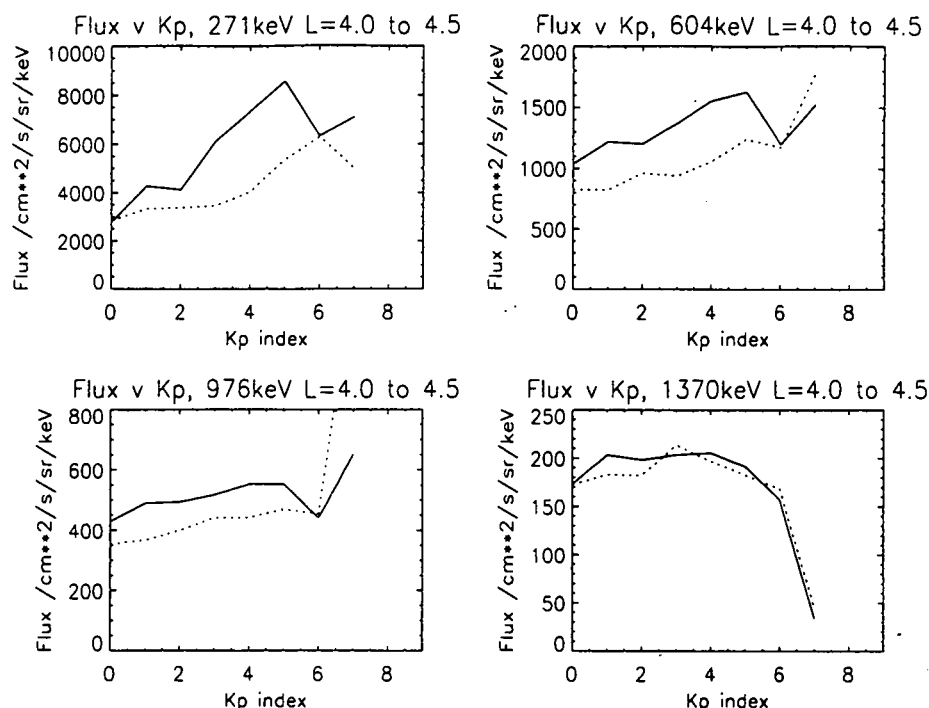 Flux v Kp, 271keV L=4.0 to 4.5
Flux /cm**2/s/sr/keV
10000
8000
6000
4000
2000
0
0 2 4 6 8
Kp index
Flux v Kp, 604keV L=4.0 to 4.5
Flux /cm**2/s/sr/keV
2000
1500
1000
500
0
0 2 4 6 8
Kp index
Flux v Kp, 976keV L=4.0 to 4.5
Flux /cm**2/s/sr/keV
800
600
400
200
0
0 2 4 6 8
Kp index
Flux v Kp, 1370keV L=4.0 to 4.5
Flux /cm**2/s/sr/keV
250
200
150
100
50
0
0 2 4 6 8
Kp index